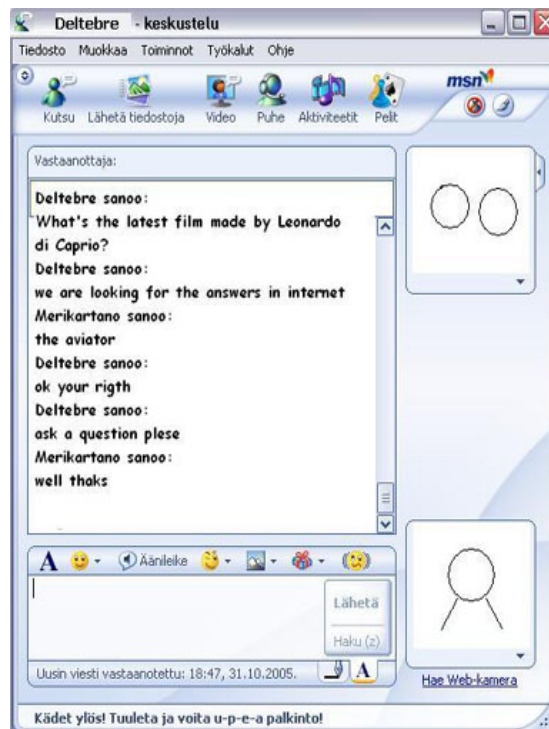 Deltebre - keskustelu
Tiedosto Muokkaa Toiminnot Työkalut Ohje
msn
Kutsu Lähetä tiedostoja Video Puhe Aktiviteetit Pelit
Vastaanottaja:
Deltebre sanoo:
What's the latest film made by Leonardo
di Caprio?
Deltebre sanoo:
we are looking for the answers in internet
Merikartano sanoo:
the aviator
Deltebre sanoo:
ok your rigth
Deltebre sanoo:
ask a question plese
Merikartano sanoo:
well thaks
A Äänileike
Lähetä
Haku (z)
Uusin viesti vastaanotettu: 18:47, 31.10.2005.
A
Hae Web-kamera
Kädet ylös! Tuuleta ja voita u-p-e-a palkinto!